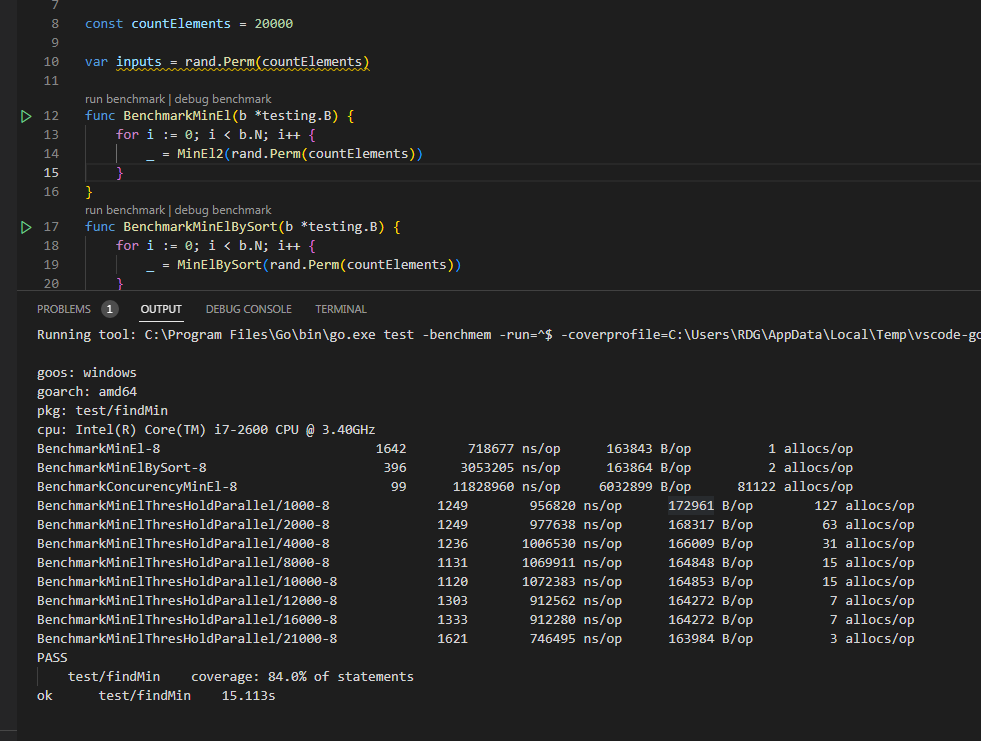 7
8 const countElements = 20000
9
10 var inputs = rand.Perm(countElements)
11
run benchmark | debug benchmark
12 func BenchmarkMinEl(b *testing.B) {
13 for i := 0; i < b.N; i++ {
14 _ = MinEl2(rand.Perm(countElements))
15 }
16 }
run benchmark | debug benchmark
17 func BenchmarkMinElBySort(b *testing.B) {
18 for i := 0; i < b.N; i++ {
19 _ = MinElBySort(rand.Perm(countElements))
20 }
PROBLEMS 1 OUTPUT DEBUG CONSOLE TERMINAL
Running tool: C:\Program Files\Go\bin\go.exe test -benchmem -run=^$ -coverprofile=C:\Users\RDG\AppData\Local\Temp\vscode-go
goos: windows
goarch: amd64
pkg: test/findMin
cpu: Intel(R) Core(TM) i7-2600 CPU @ 3.40GHz
BenchmarkMinEl-8 1642 718677 ns/op 163843 B/op 1 allocs/op
BenchmarkMinElBySort-8 396 3053205 ns/op 163864 B/op 2 allocs/op
BenchmarkConcurencyMinEl-8 99 11828960 ns/op 6032899 B/op 81122 allocs/op
BenchmarkMinElThresHoldParallel/1000-8 1249 956820 ns/op 172961 B/op 127 allocs/op
BenchmarkMinElThresHoldParallel/2000-8 1249 977638 ns/op 168317 B/op 63 allocs/op
BenchmarkMinElThresHoldParallel/4000-8 1236 1006530 ns/op 166009 B/op 31 allocs/op
BenchmarkMinElThresHoldParallel/8000-8 1131 1069911 ns/op 164848 B/op 15 allocs/op
BenchmarkMinElThresHoldParallel/10000-8 1120 1072383 ns/op 164853 B/op 15 allocs/op
BenchmarkMinElThresHoldParallel/12000-8 1303 912562 ns/op 164272 B/op 7 allocs/op
BenchmarkMinElThresHoldParallel/16000-8 1333 912280 ns/op 164272 B/op 7 allocs/op
BenchmarkMinElThresHoldParallel/21000-8 1621 746495 ns/op 163984 B/op 3 allocs/op
PASS
test/findMin coverage: 84.0% of statements
ok test/findMin 15.113s